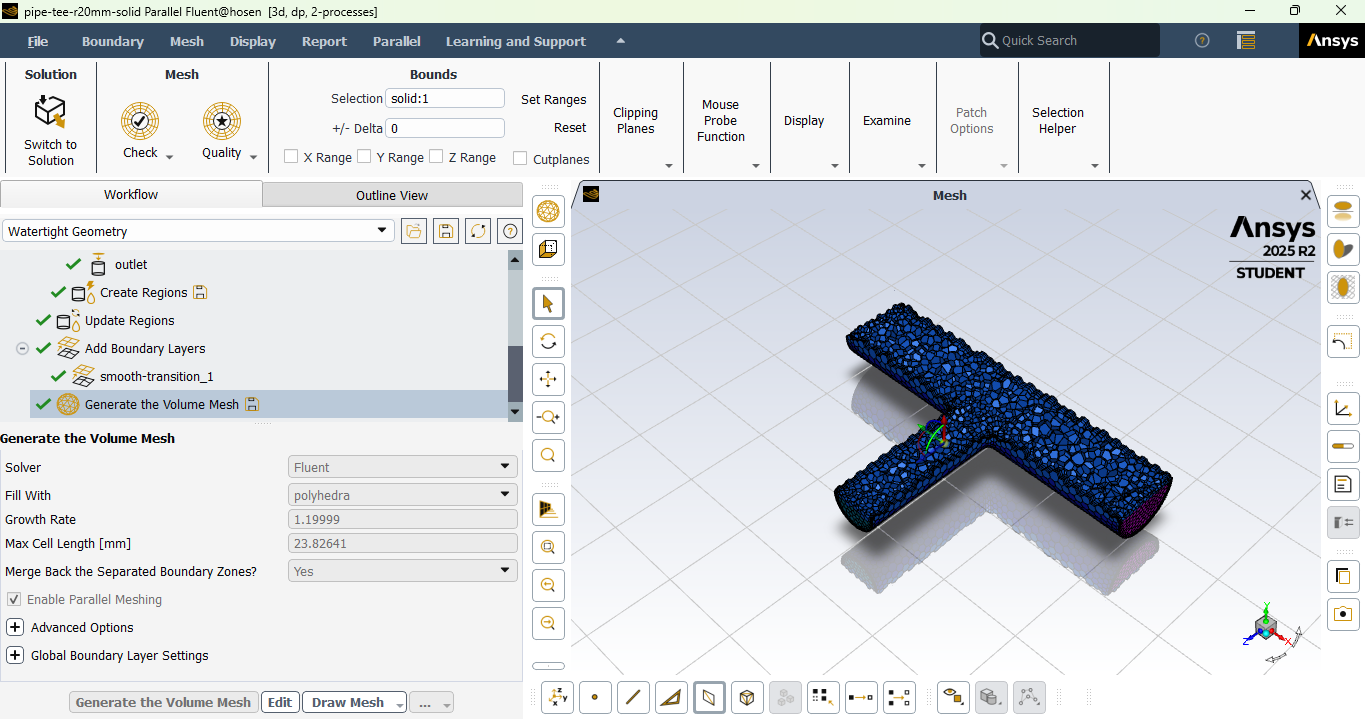 pipe-tee-r20mm-solid Parallel Fluent@hosen [3d, dp, 2-processes]
File Boundary Mesh Display Report Parallel Learning and Support Quick Search Ansys
Solution
Switch to
Solution
Mesh
Check
Quality
Bounds
Selection solid:1 Set Ranges
+/- Delta 0 Reset
X Range Y Range Z Range Cutplanes
Clipping
Planes
Mouse
Probe
Function
Display
Examine
Patch
Options
Selection
Helper
Workflow
Outline View
Watertight Geometry
outlet
Create Regions
Update Regions
Add Boundary Layers
smooth-transition_1
Generate the Volume Mesh
Generate the Volume Mesh
Solver Fluent
Fill With polyhedra
Growth Rate 1.19999
Max Cell Length [mm] 23.82641
Merge Back the Separated Boundary Zones? Yes
Enable Parallel Meshing
Advanced Options
Global Boundary Layer Settings
Generate the Volume Mesh Edit Draw Mesh ...
Mesh
Ansys
2025 R2
STUDENT
Y
Z
X